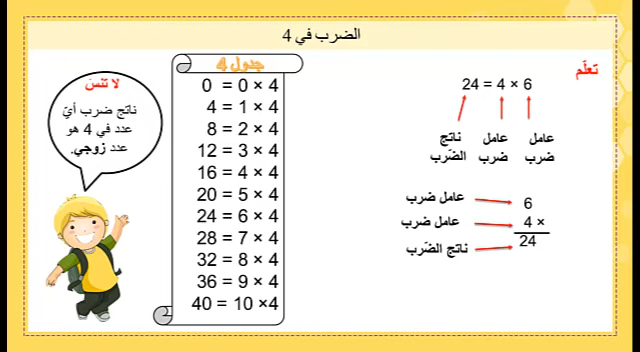 الضرب في 4
تعلّم
24 = 4 × 6
عامل ضرب
عامل ضرب
ناتج الضّرب
عامل ضرب 6
عامل ضرب 4 ×
ناتج الضّرب 24
جدول 4
0 = 0 × 4
4 = 1 × 4
8 = 2 × 4
12 = 3 × 4
16 = 4 × 4
20 = 5 × 4
24 = 6 × 4
28 = 7 × 4
32 = 8 × 4
36 = 9 × 4
40 = 10 ×4
لا تنسَ
ناتج ضرب أيّ
عدد في 4 هو
عدد زوجي.